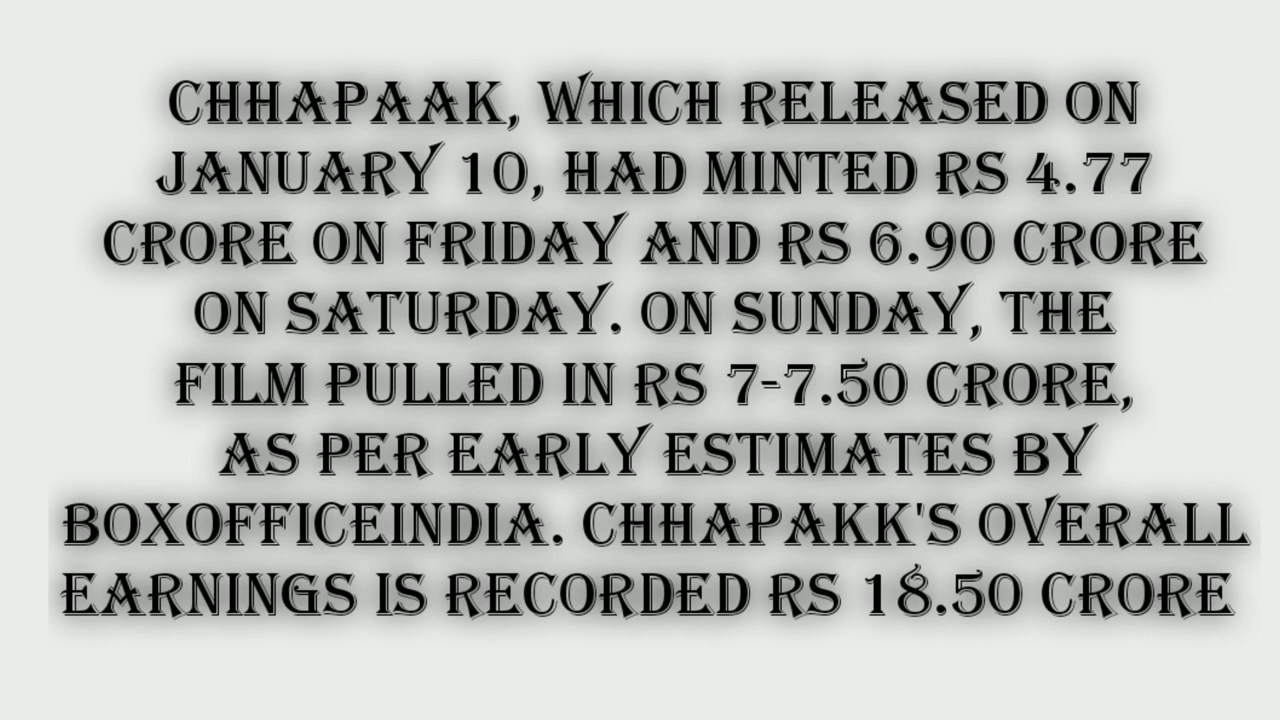 CHHAPAAK, WHICH RELEASED ON
JANUARY 10, HAD MINTED RS 4.77
CRORE ON FRIDAY AND RS 6.90 CRORE
ON SATURDAY. ON SUNDAY, THE
FILM PULLED IN RS 7-7.50 CRORE,
AS PER EARLY ESTIMATES BY
BOXOFFICEINDIA. CHHAPAKK'S OVERALL
EARNINGS IS RECORDED RS 18.50 CRORE